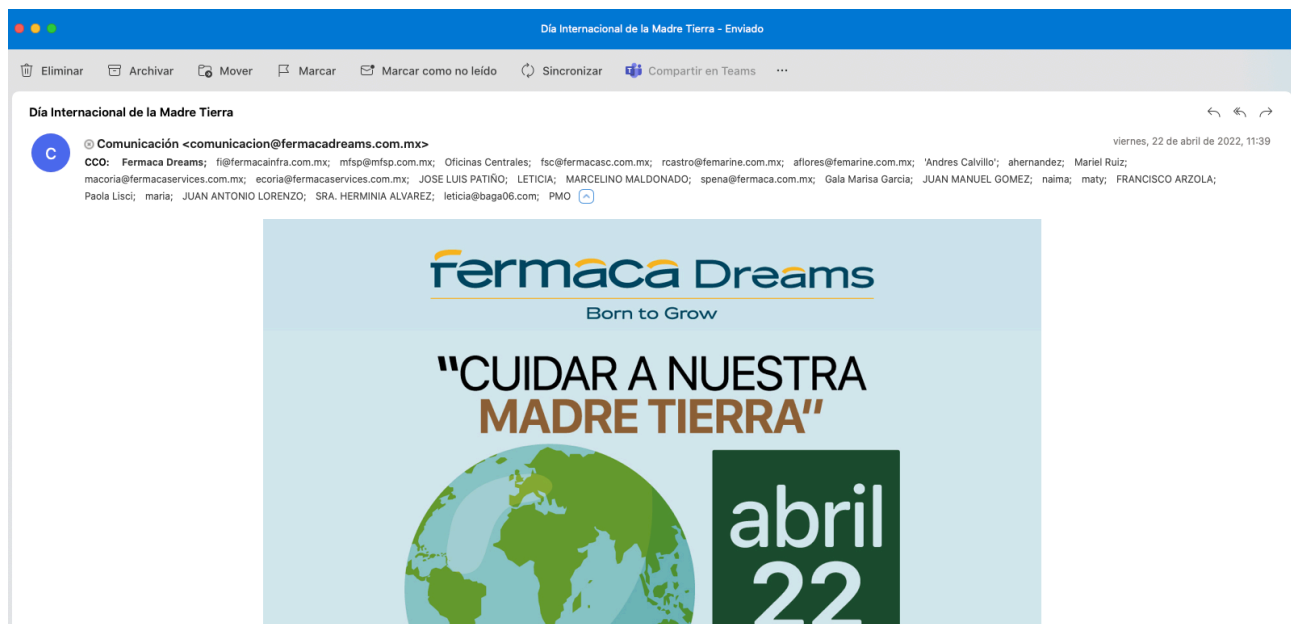 Día Internacional de la Madre Tierra - Enviado
Eliminar Archivar Mover Marcar Marcar como no leído Sincronizar Compartir en Teams ...
Día Internacional de la Madre Tierra
C
Comunicación <comunicacion@fermacadreams.com.mx>
viernes, 22 de abril de 2022, 11:39
CCO: Fermaca Dreams; fi@fermacainfra.com.mx; mfsp@mfsp.com.mx; Oficinas Centrales; fsc@fermacasc.com.mx; rcastro@femarine.com.mx; aflores@femarine.com.mx; 'Andres Calvillo'; ahernandez; Mariel Ruiz;
macoria@fermacaservices.com.mx; ecoria@fermacaservices.com.mx; JOSE LUIS PATIÑO; LETICIA; MARCELINO MALDONADO; spena@fermaca.com.mx; Gala Marisa Garcia; JUAN MANUEL GOMEZ; naima; maty; FRANCISCO ARZOLA;
Paola Lisci; maria; JUAN ANTONIO LORENZO; SRA. HERMINIA ALVAREZ; leticia@baga06.com; PMO
Fermaca Dreams
Born to Grow
"CUIDAR A NUESTRA
MADRE TIERRA"
abril
22